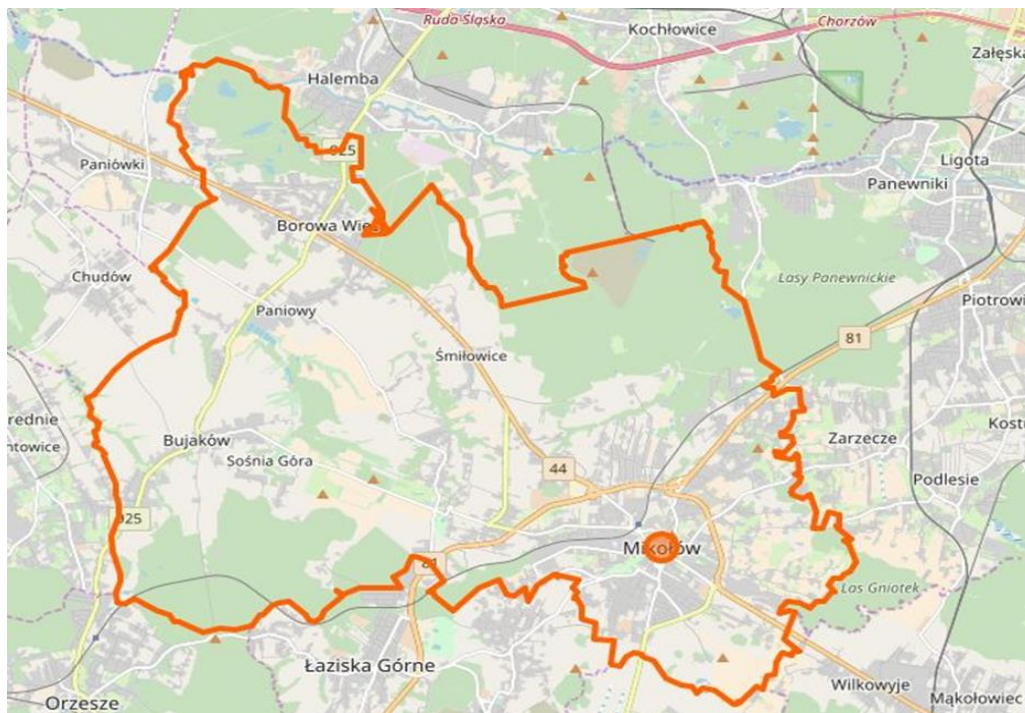 Ruda Śląska
Chorzów
Kochłowice
Załęska
Halemba
925
Paniówki
Ligota
Panewniki
Borowa Wieś
Chudów
Lasy Panewnickie
Piotrowi
Paniowy
81
Śmiłowice
rednie
ntowice
Bujaków
Zarzecze
Kostu
Sośnia Góra
44
Podlesie
925
Mikołów
81
Las Gniotek
Łaziska Górne
Wilkowyje
Mąkołowiec
Orzesze